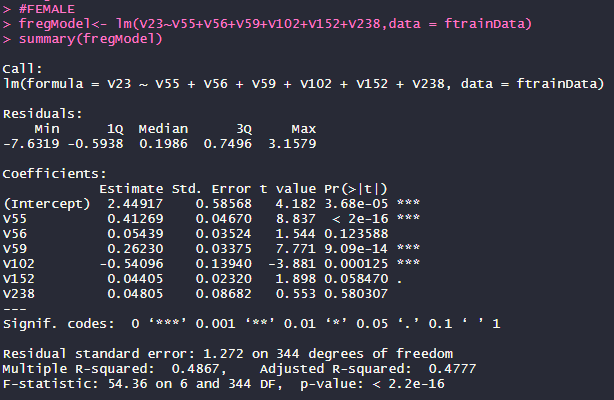 > #FEMALE
> fregModel<- lm(V23~V55+V56+V59+V102+V152+V238,data = ftrainData)
> summary(fregModel)
Call:
lm(formula = V23 ~ V55 + V56 + V59 + V102 + V152 + V238, data = ftrainData)
Residuals:
Min 1Q Median 3Q Max
-7.6319 -0.5938 0.1986 0.7496 3.1579
Coefficients:
Estimate Std. Error t value Pr(>|t|)
(Intercept) 2.44917 0.58568 4.182 3.68e-05 ***
V55 0.41269 0.04670 8.837 < 2e-16 ***
V56 0.05439 0.03524 1.544 0.123588
V59 0.26230 0.03375 7.771 9.09e-14 ***
V102 -0.54096 0.13940 -3.881 0.000125 ***
V152 0.04405 0.02320 1.898 0.058470 .
V238 0.04805 0.08682 0.553 0.580307
---
Signif. codes: 0 ‘***’ 0.001 ‘**’ 0.01 ‘*’ 0.05 ‘.’ 0.1 ‘ ’ 1
Residual standard error: 1.272 on 344 degrees of freedom
Multiple R-squared: 0.4867, Adjusted R-squared: 0.4777
F-statistic: 54.36 on 6 and 344 DF, p-value: < 2.2e-16